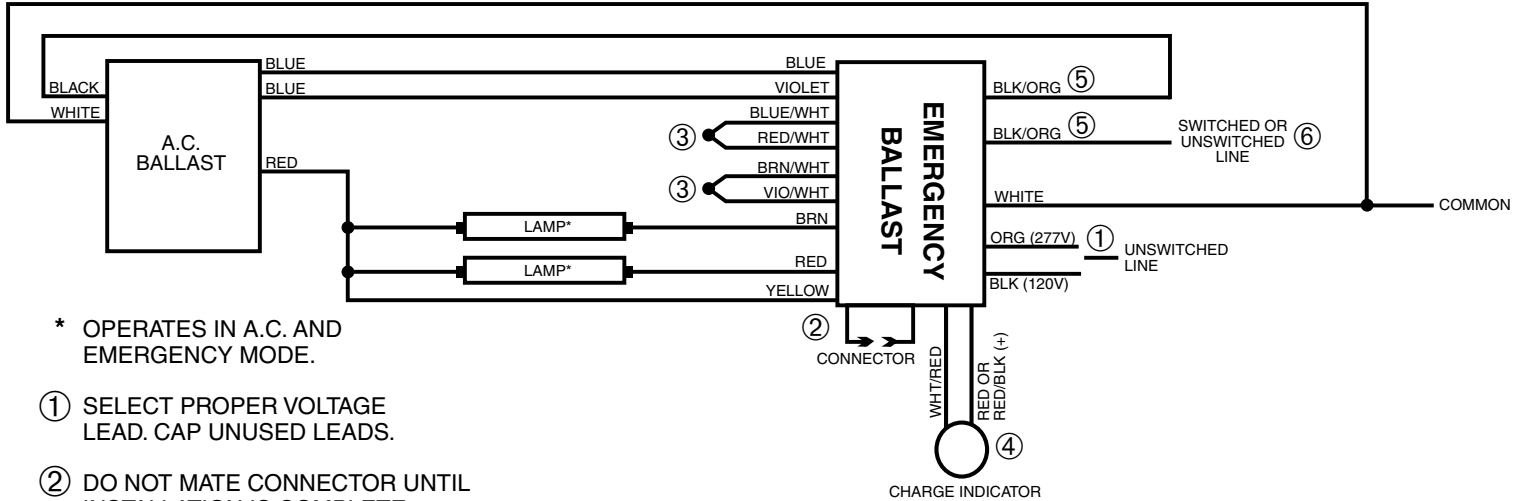 BLACK
WHITE
A.C.
BALLAST
BLUE
BLUE
RED
BLUE
VIOLET
BLUE/WHT
RED/WHT
③
BRN/WHT
VIO/WHT
③
BRN
RED
YELLOW
LAMP*
LAMP*
EMERGENCY
BALLAST
BLK/ORG ⑤
BLK/ORG ⑤
SWITCHED OR
UNSWITCHED ⑥
LINE
WHITE
COMMON
ORG (277V) ①
UNSWITCHED
LINE
BLK (120V)
②
CONNECTOR
WHT/RED
RED OR
RED/BLK (+)
④
CHARGE INDICATOR
* OPERATES IN A.C. AND
EMERGENCY MODE.
① SELECT PROPER VOLTAGE
LEAD. CAP UNUSED LEADS.
② DO NOT MATE CONNECTOR UNTIL
INSTALLATION IS COMPLETE